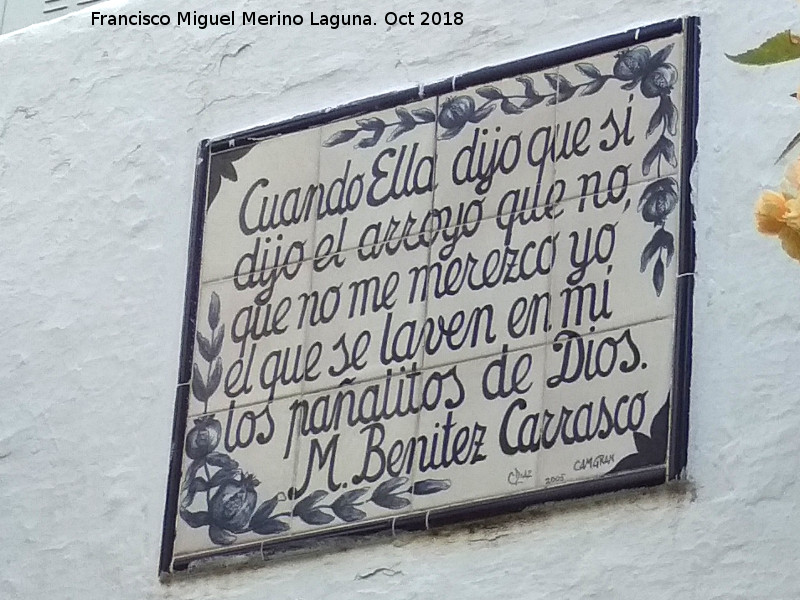 Francisco Miguel Merino Laguna. Oct 2018
Cuando Ella dijo que si
dijo el arroyo que no,
que no me merezco yo
el que se laven en mi
los pañalitos de Dios.
M. Benitez Carrasco
2005 CAMGRAN